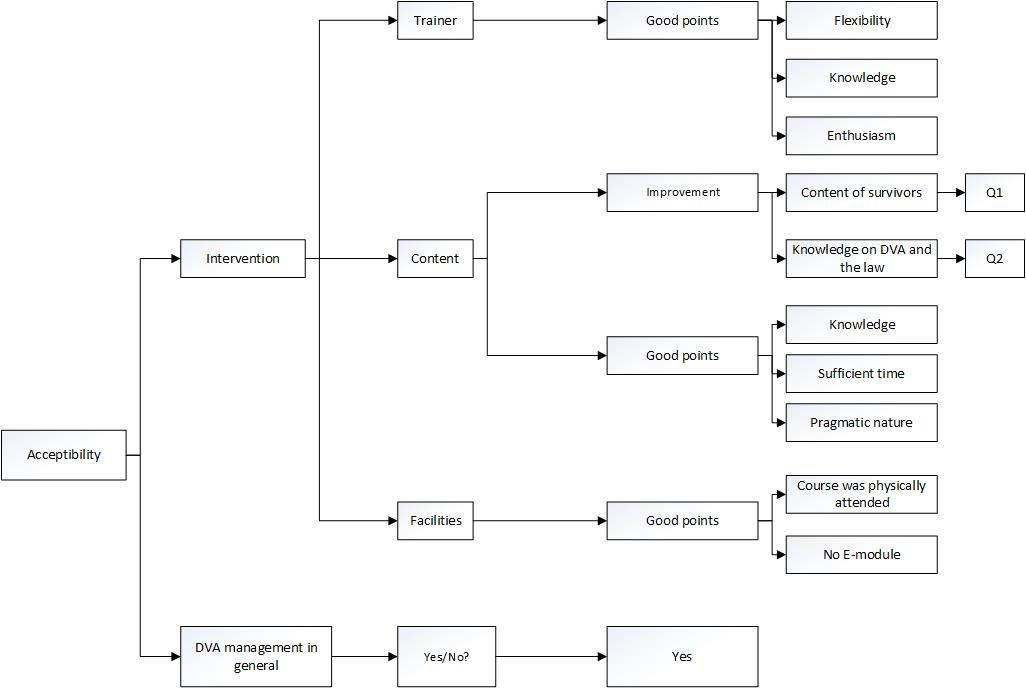 Trainer
Good points
Flexibility
Knowledge
Enthusiasm
Improvement
Content of survivors
Q1
Intervention
Content
Knowledge on DVA and
the law
Q2
Knowledge
Good points
Sufficient time
Pragmatic nature
Acceptibility
Course was physically
attended
Facilities
Good points
No E-module
DVA management in
general
Yes/No?
Yes